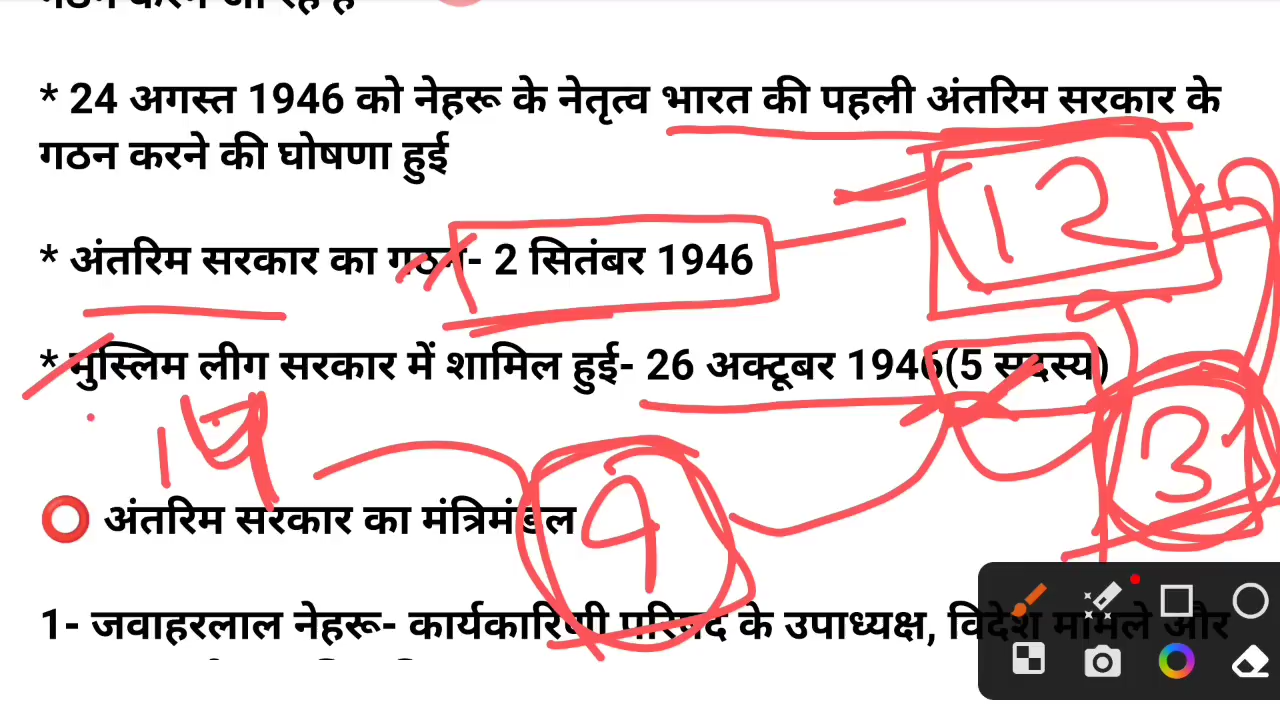 * 24 अगस्त 1946 को नेहरू के नेतृत्व भारत की पहली अंतरिम सरकार के
गठन करने की घोषणा हुई
12
* अंतरिम सरकार का गठन- 2 सितंबर 1946
* मुस्लिम लीग सरकार में शामिल हुई- 26 अक्टूबर 1946(5 सदस्य)
14
9
3
अंतरिम सरकार का मंत्रिमंडल
1- जवाहरलाल नेहरू- कार्यकारिणी परिषद के उपाध्यक्ष, विदेश मामले और